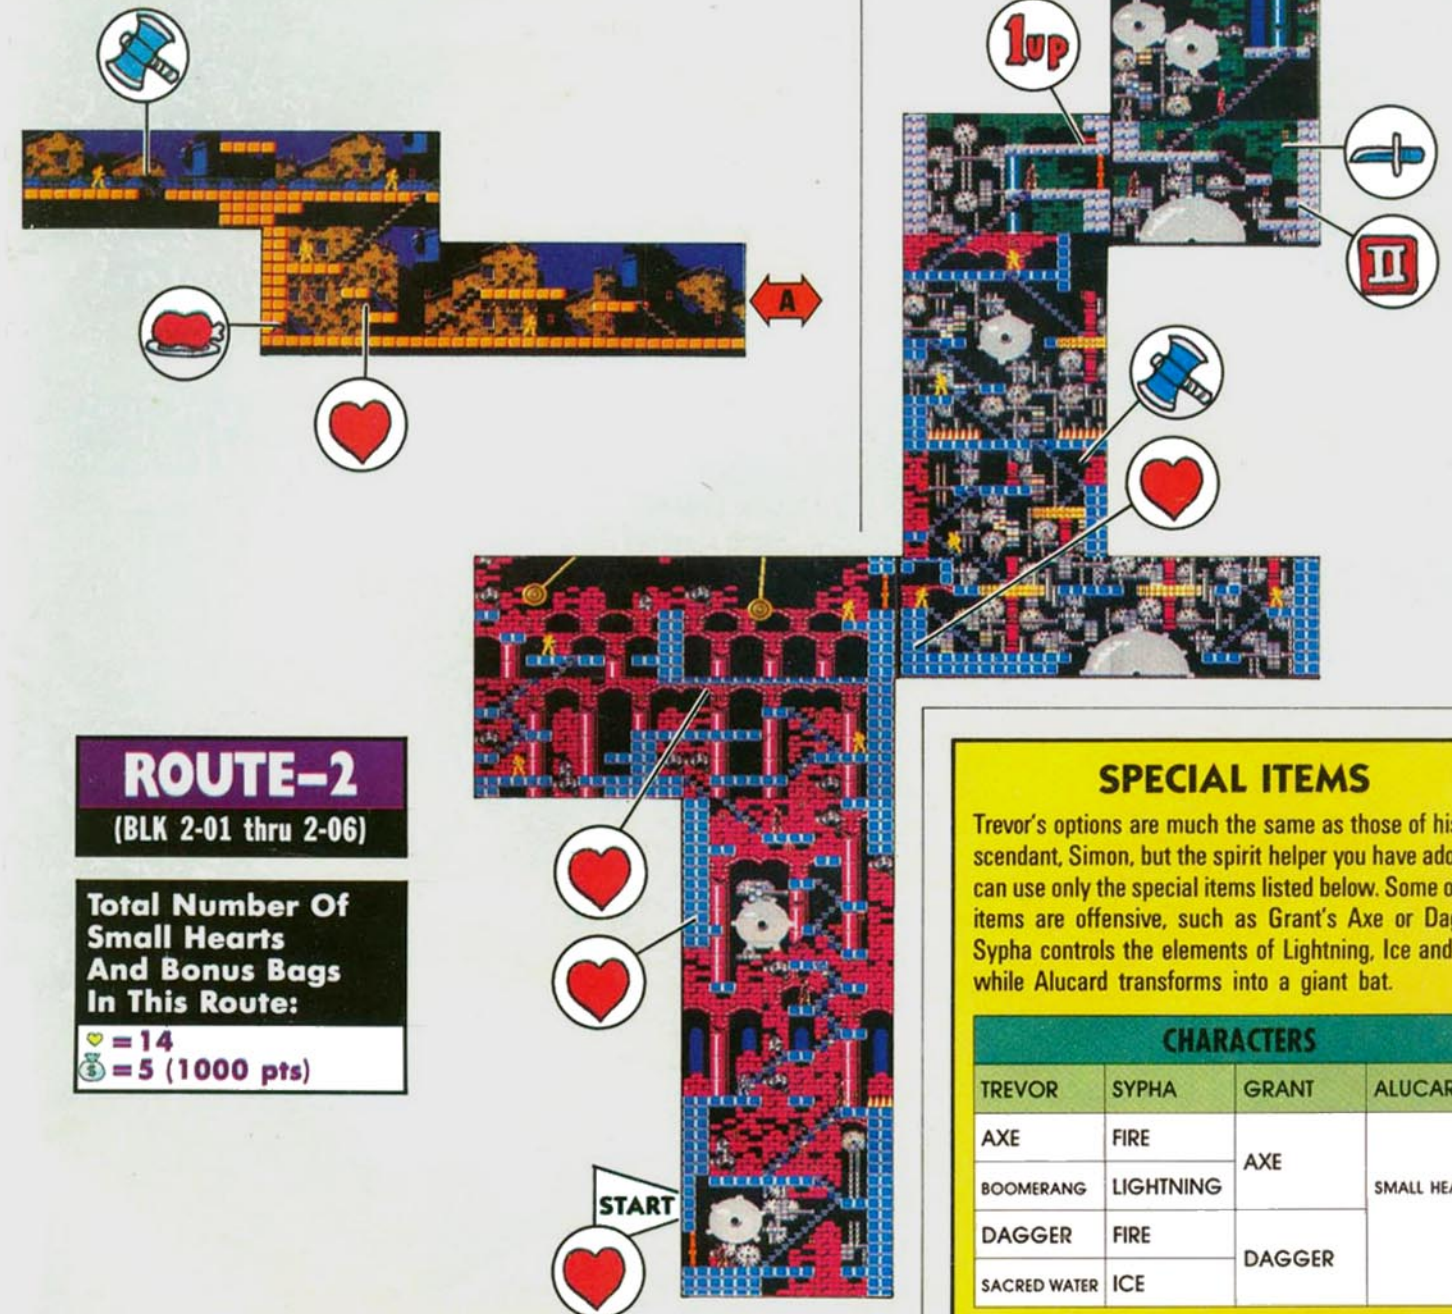 1up
II
A
ROUTE–2
(BLK 2-01 thru 2-06)
Total Number Of
Small Hearts
And Bonus Bags
In This Route:
= 14
$ = 5 (1000 pts)
START
SPECIAL ITEMS
Trevor's options are much the same as those of
scendant, Simon, but the spirit helper you have
can use only the special items listed below. Some
items are offensive, such as Grant's Axe or
Sypha controls the elements of Lightning, Ice and
while Alucard transforms into a giant bat.
CHARACTERS
TREVOR SYPHA GRANT ALUCAR
AXE FIRE AXE
BOOMERANG LIGHTNING SMALL
DAGGER FIRE DAGGER
SACRED WATER ICE